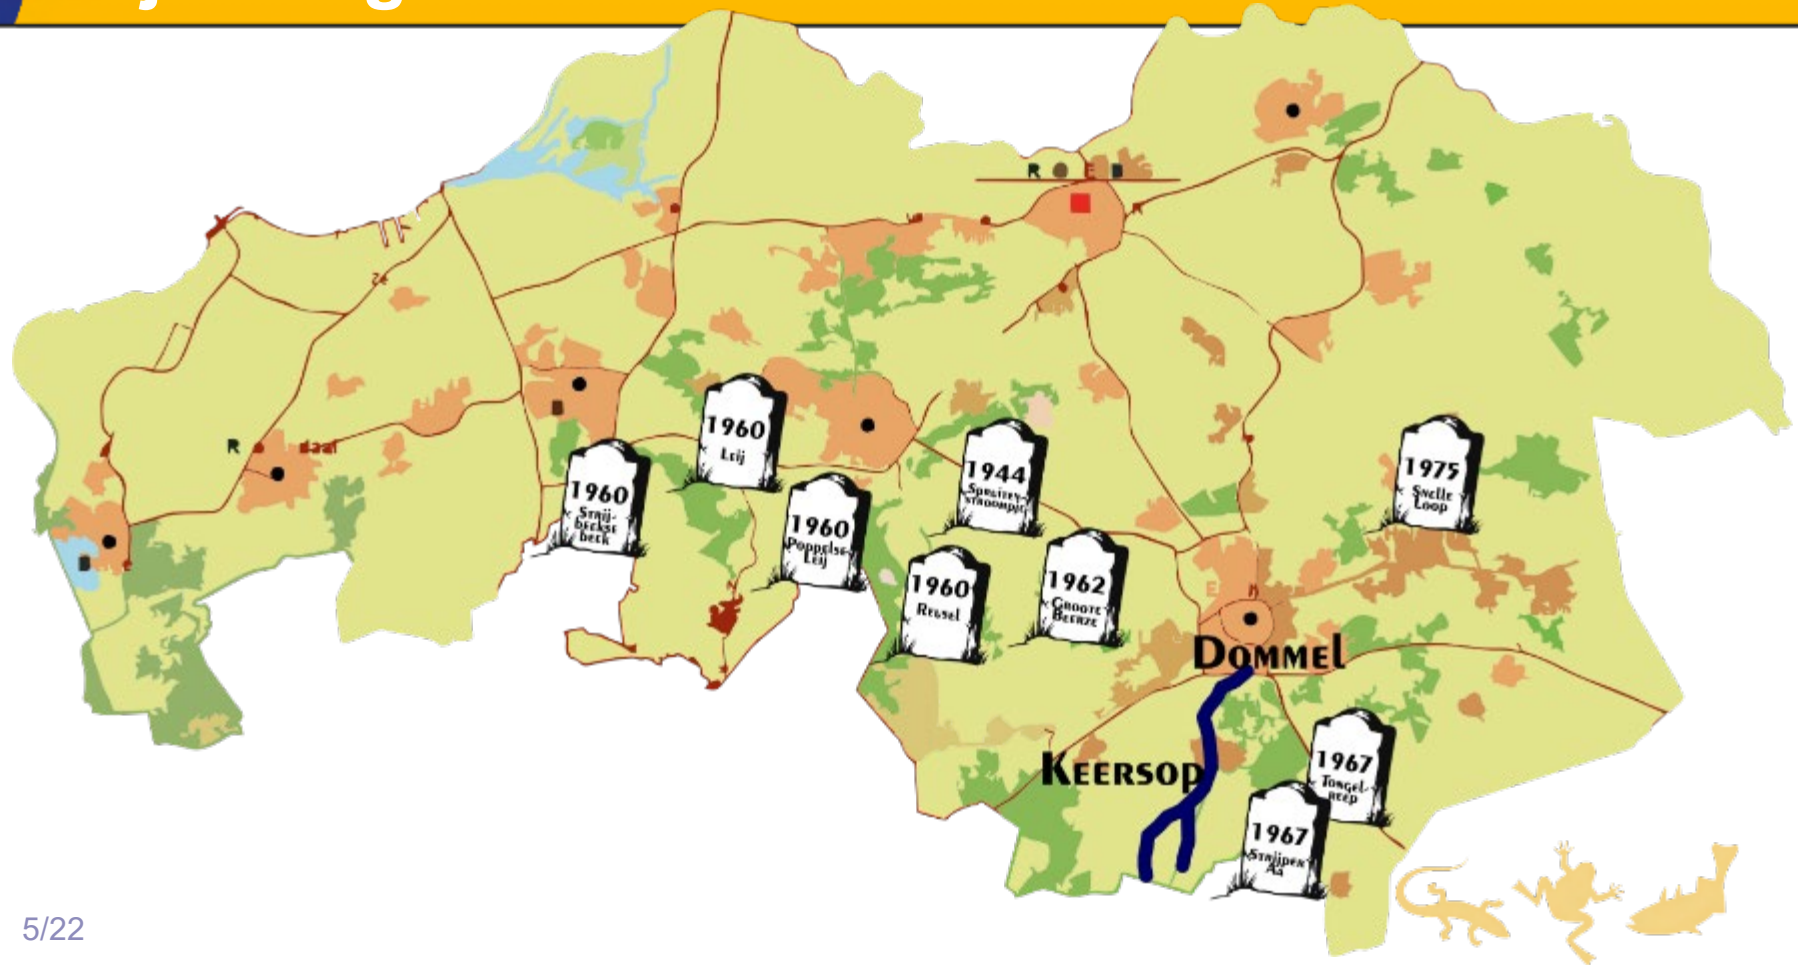 1960
Leij
1960
Strij-
beekse
beek
1960
Poppelse-
Leij
1944
1975
Snelle
Loop
1960
Reusel
1962
Groote
Beerze
Dommel
Keersop
1967
Tongel-
reep
1967
Strijper
Aa
5/22